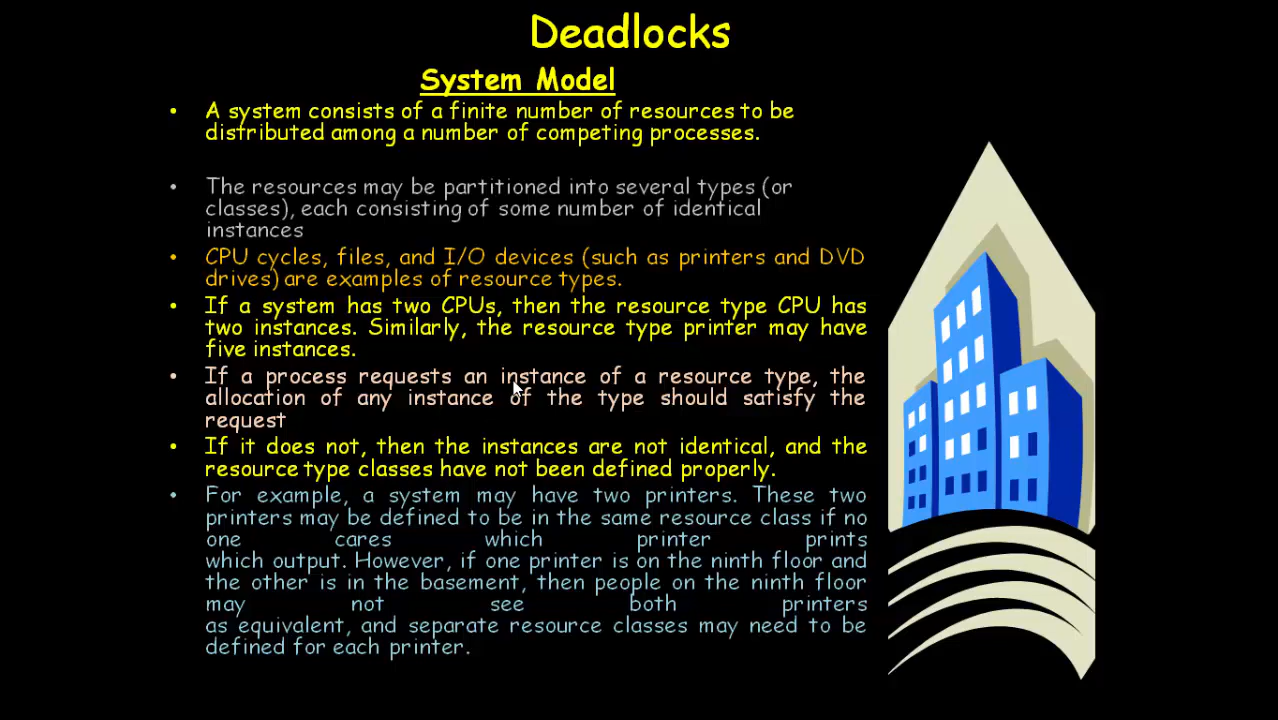 Deadlocks
System Model
• A system consists of a finite number of resources to be
distributed among a number of competing processes.
• The resources may be partitioned into several types (or
classes), each consisting of some number of identical
instances
• CPU cycles, files, and I/O devices (such as printers and DVD
drives) are examples of resource types.
• If a system has two CPUs, then the resource type CPU has
two instances. Similarly, the resource type printer may have
five instances.
• If a process requests an instance of a resource type, the
allocation of any instance of the type should satisfy the
request
• If it does not, then the instances are not identical, and the
resource type classes have not been defined properly.
• For example, a system may have two printers. These two
printers may be defined to be in the same resource class if no
one cares which printer prints
which output. However, if one printer is on the ninth floor and
the other is in the basement, then people on the ninth floor
may not see both printers
as equivalent, and separate resource classes may need to be
defined for each printer.